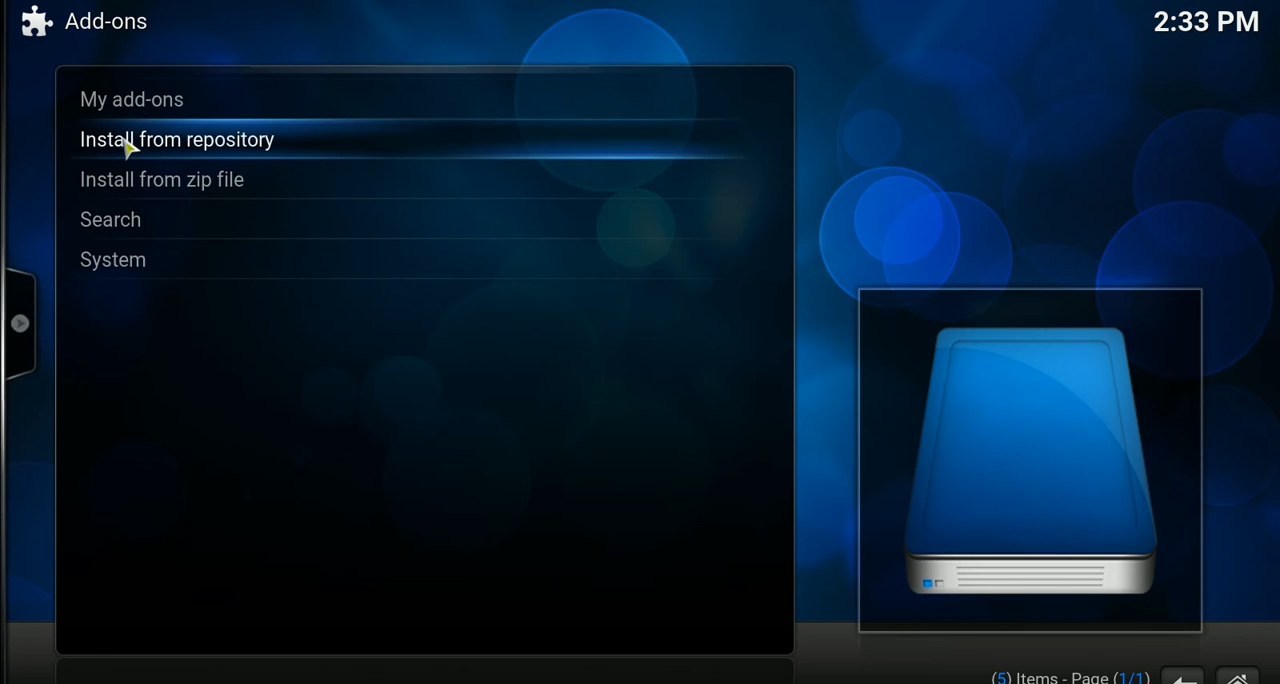 Add-ons
2:33 PM
My add-ons
Install from repository
Install from zip file
Search
System
(5) Items - Page (1/1)